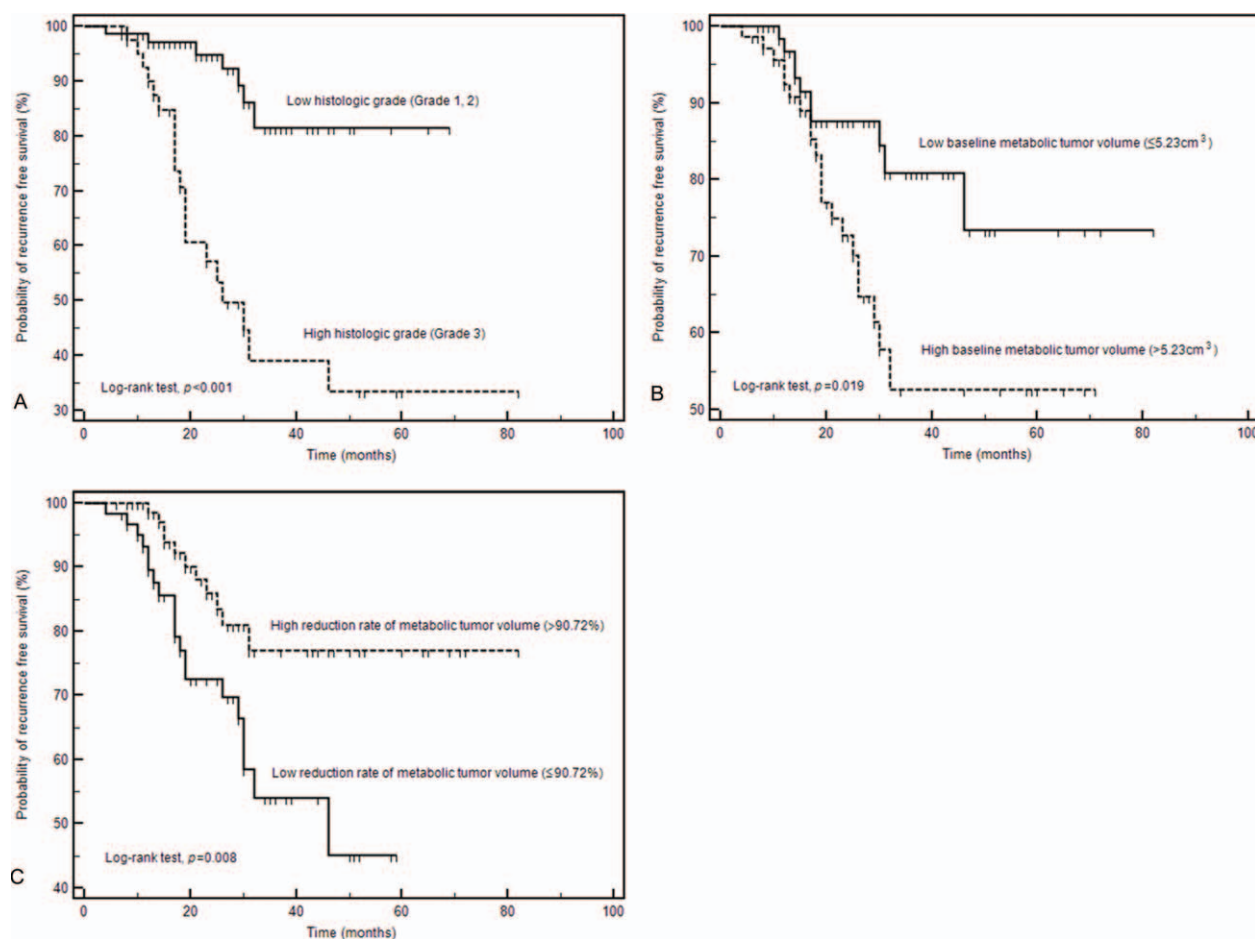 100
90
80
70
60
50
40
30
Probability of recurrence free survival (%)
Low histologic grade (Grade 1, 2)
High histologic grade (Grade 3)
Log-rank test, p<0.001
A
0 20 40 60 80 100
Time (months)
100
90
80
70
60
50
Probability of recurrence free survival (%)
Low baseline metabolic tumor volume (≤5.23cm³)
High baseline metabolic tumor volume (>5.23cm³)
Log-rank test, p=0.019
B
0 20 40 60 80 100
Time (months)
100
90
80
70
60
50
40
Probability of recurrence free survival (%)
High reduction rate of metabolic tumor volume (>90.72%)
Low reduction rate of metabolic tumor volume (≤90.72%)
Log-rank test, p=0.008
C
0 20 40 60 80 100
Time (months)